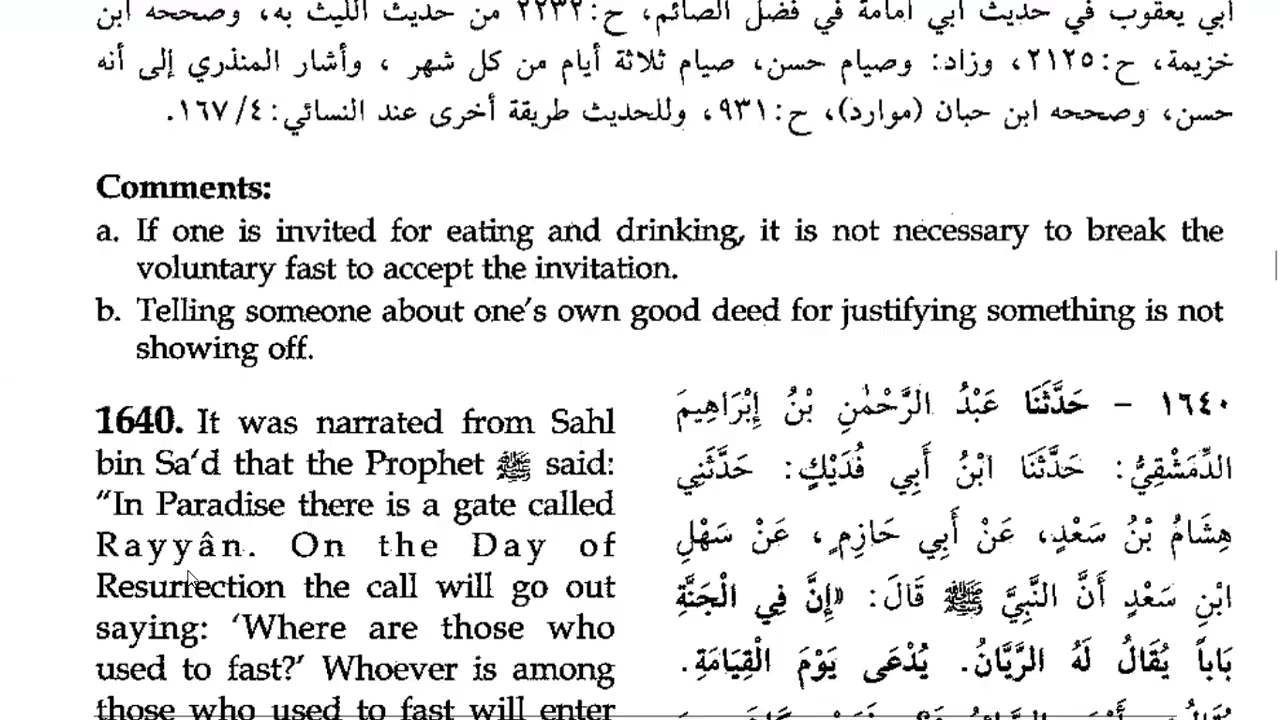 أبي يعقوب في حديث أبي أمامة في فضل الصائم، ح:٢٢٣٢ من حديث الليث به، وصححه ابن
خزيمة، ح:٢١٢٥، وزاد: وصيام حسن، صيام ثلاثة أيام من كل شهر ، وأشار المنذري إلى أنه
حسن، وصححه ابن حبان (موارد)، ح:٩٣١، وللحديث طريقة أخرى عند النسائي:٤/ ١٦٧.
Comments:
a. If one is invited for eating and drinking, it is not necessary to break the
voluntary fast to accept the invitation.
b. Telling someone about one's own good deed for justifying something is not
showing off.
1640. It was narrated from Sahl
bin Sa'd that the Prophet ﷺ said:
"In Paradise there is a gate called
Rayyân. On the Day of
Resurrection the call will go out
saying: 'Where are those who
used to fast?' Whoever is among
those who used to fast will enter
١٦٤٠ - حَدَّثَنَا عَبْدُ الرَّحْمٰنِ بْنُ إِبْرَاهِيمَ
الدِّمَشْقِيُّ: حَدَّثَنَا ابْنُ أَبِي فُدَيْكٍ: حَدَّثَنِي
هِشَامُ بْنُ سَعْدٍ، عَنْ أَبِي حَازِمٍ، عَنْ سَهْلِ
ابْنِ سَعْدٍ أَنَّ النَّبِيَّ ﷺ قَالَ: «إِنَّ فِي الْجَنَّةِ
بَاباً يُقَالُ لَهُ الرَّيَّانُ. يُدْعَى يَوْمَ الْقِيَامَةِ.